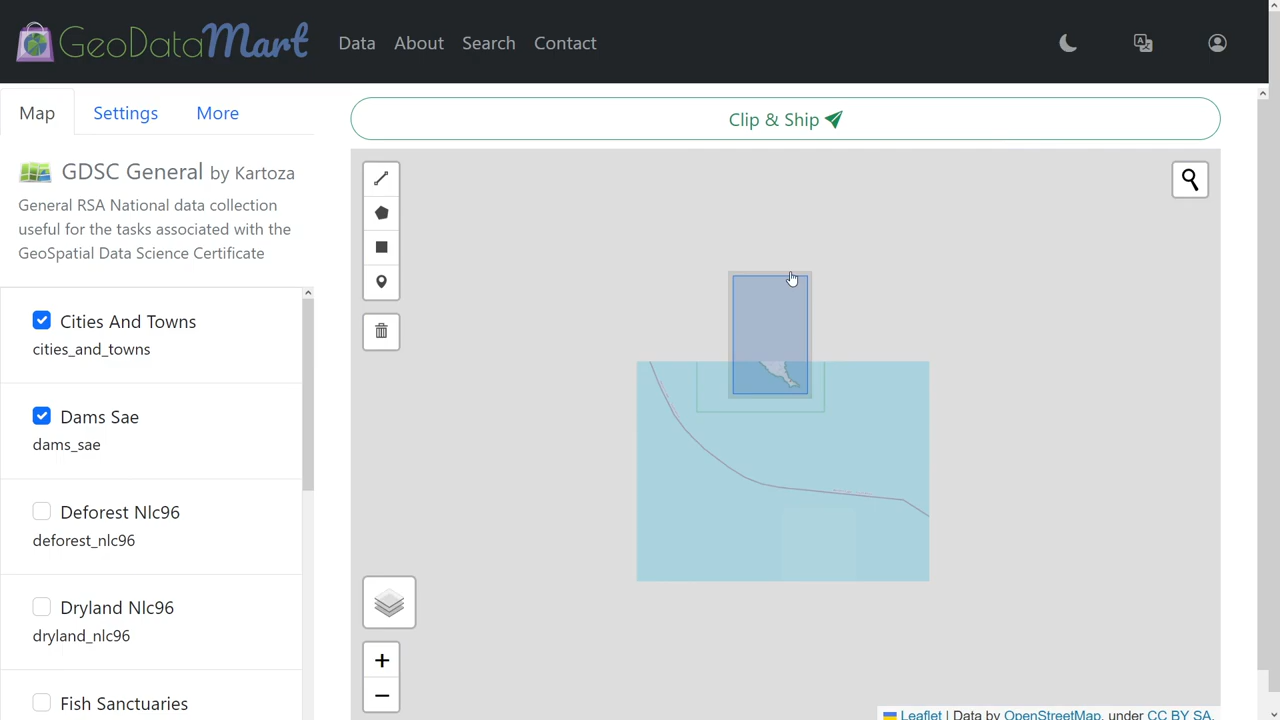 GeoDataMart
Data About Search Contact
Map Settings More
Clip & Ship
GDSC General by Kartoza
General RSA National data collection
useful for the tasks associated with the
GeoSpatial Data Science Certificate
Cities And Towns
cities_and_towns
Dams Sae
dams_sae
Deforest Nlc96
deforest_nlc96
Dryland Nlc96
dryland_nlc96
Fish Sanctuaries
+
−
Leaflet | Data by OpenStreetMap, under CC BY SA.